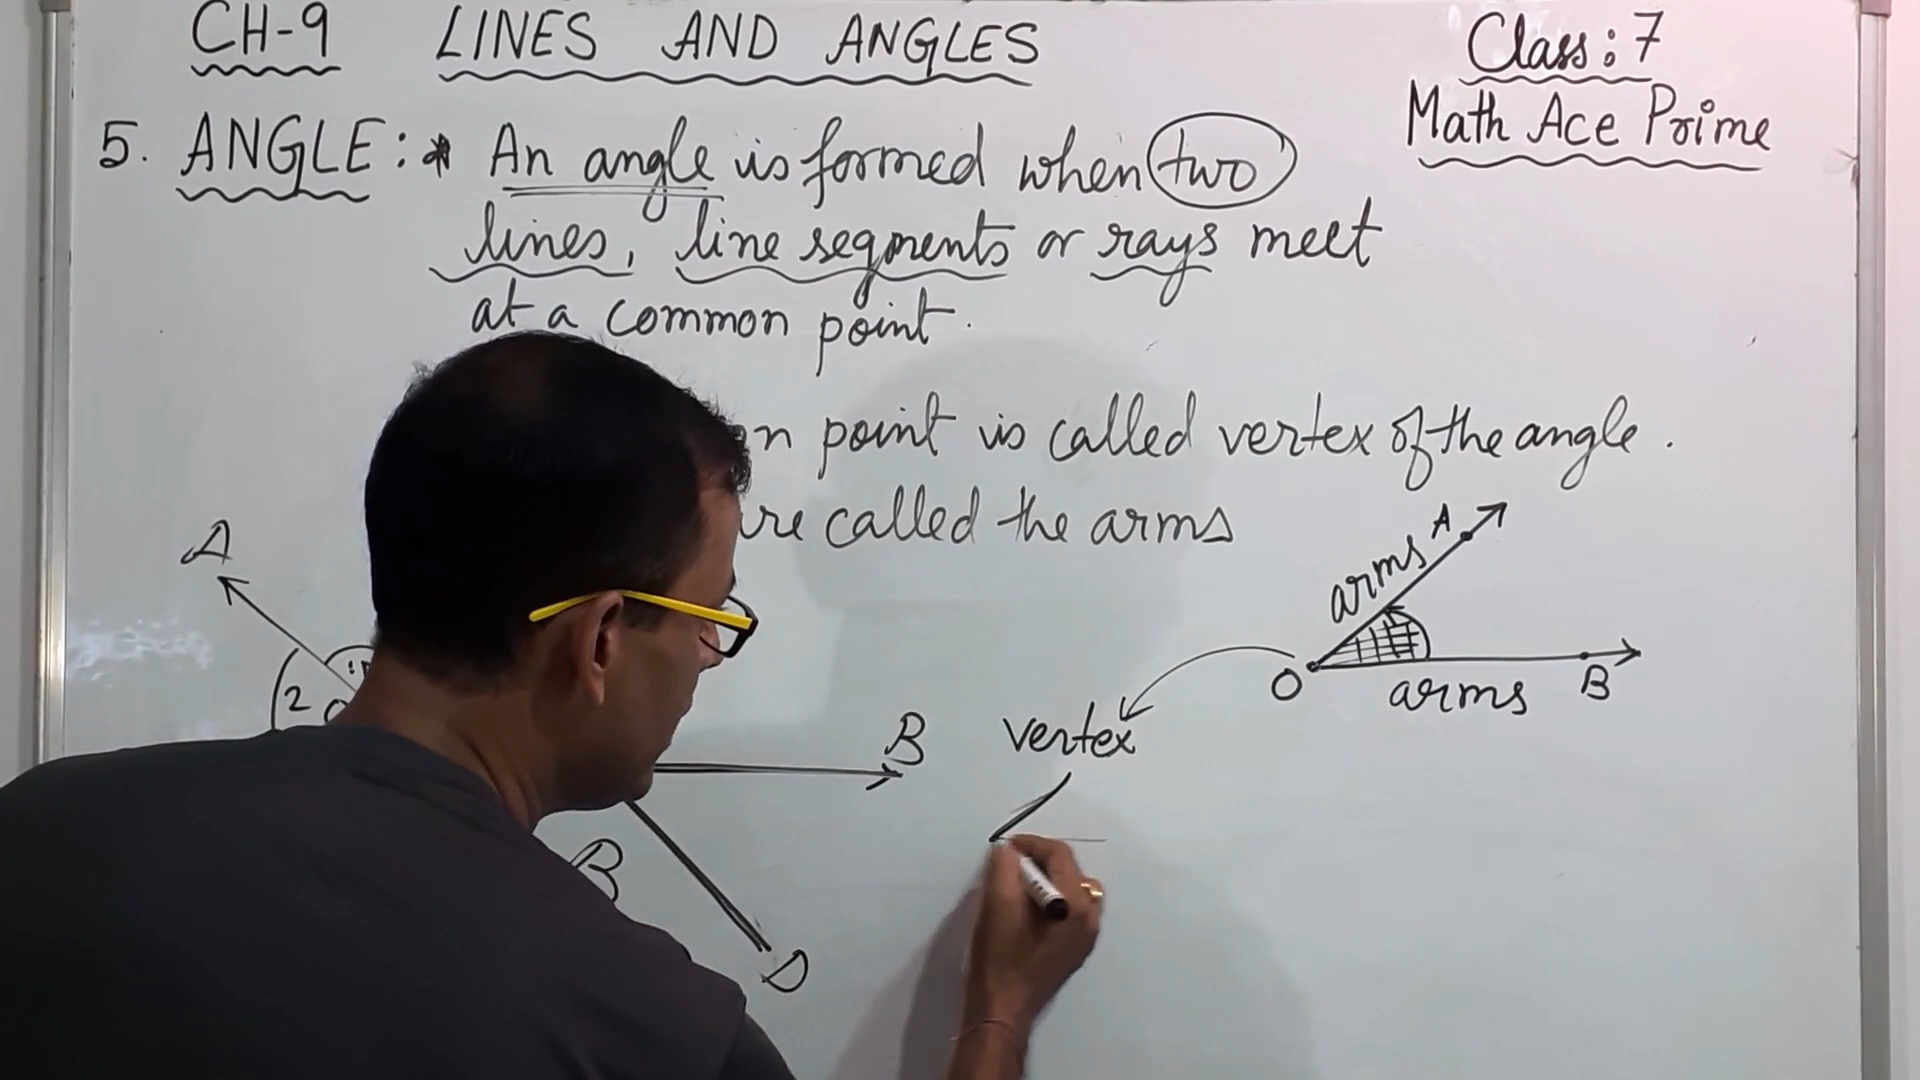 CH-9 LINES AND ANGLES
Class: 7
Math Ace Prime
5. ANGLE: * An angle is formed when two
lines, line segments or rays meet
at a common point.
point is called vertex of the angle.
called the arms
A
2
B
B
D
vertex
arms A
O
arms B